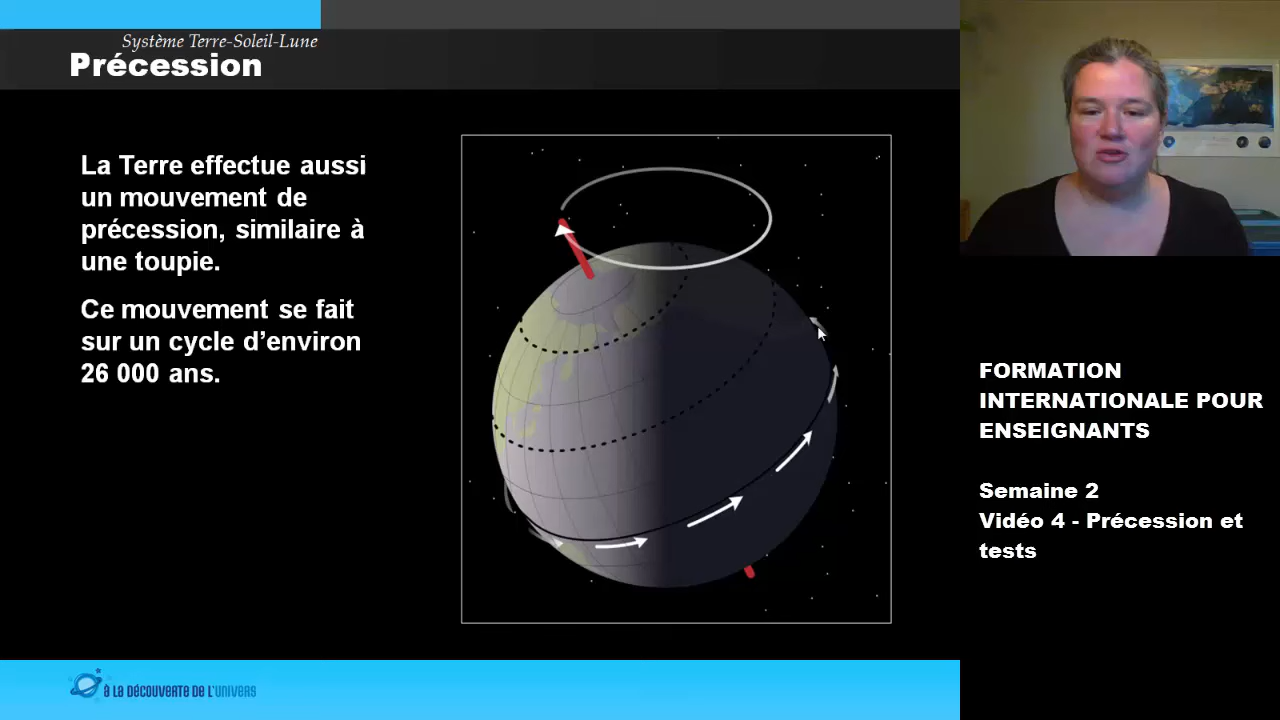 Système Terre-Soleil-Lune
Précession
La Terre effectue aussi
un mouvement de
précession, similaire à
une toupie.
Ce mouvement se fait
sur un cycle d’environ
26 000 ans.
FORMATION
INTERNATIONALE POUR
ENSEIGNANTS
Semaine 2
Vidéo 4 - Précession et
tests
À LA DÉCOUVERTE DE L'UNIVERS